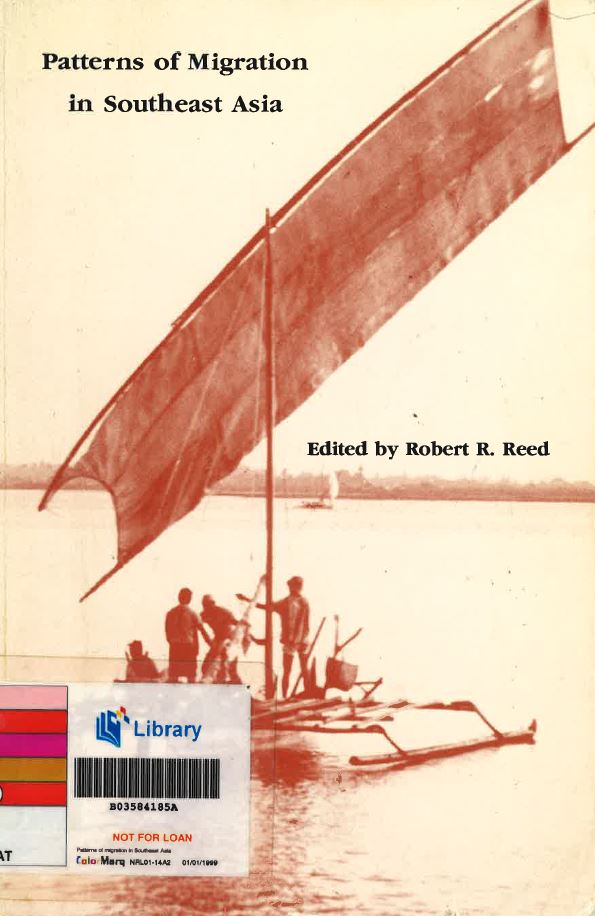 Patterns of Migration
in Southeast Asia
Edited by Robert R. Reed
Library
B03584185A
NOT FOR LOAN
Patterns of migration in Southeast Asia
ColorMarq NRL01-14A2 01/01/1999
AT